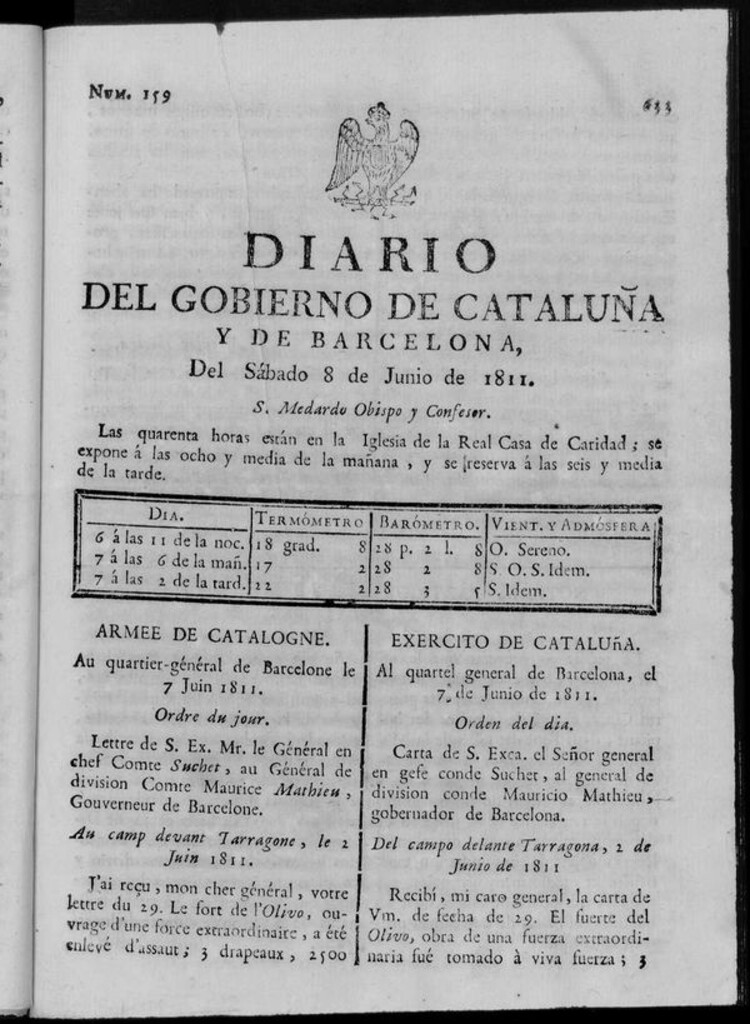 Num. 159
633
DIARIO
DEL GOBIERNO DE CATALUÑA
Y DE BARCELONA,
Del Sábado 8 de Junio de 1811.
S. Medardo Obispo y Confesor.
Las quarenta horas están en la Iglesia de la Real Casa de Caridad; se
expone á las ocho y media de la mañana, y se reserva á las seis y media
de la tarde.
DIA. TERMÓMETRO BARÓMETRO. VIENT. Y ADMÓSFERA
6 á las 11 de la noc. 18 grad. 8 28 p. 2 l. 8 O. Sereno.
7 á las 6 de la mañ. 17 2 28 2 8 S. O. S. Idem.
7 á las 2 de la tard. 22 2 28 3 5 S. Idem.
ARMEE DE CATALOGNE.
Au quartier-général de Barcelone le
7 Juin 1811.
Ordre du jour.
Lettre de S. Ex. Mr. le Général en
chef Comte Suchet, au Général de
division Comte Maurice Mathieu,
Gouverneur de Barcelone.
Au camp devant Tarragone, le 2
Juin 1811.
J'ai reçu, mon cher général, votre
lettre du 29. Le fort de l'Olivo, ou-
vrage d'une force extraordinaire, a été
enlevé d'assaut; 3 drapeaux, 2500
EXERCITO DE CATALUñA.
Al quartel general de Barcelona, el
7 de Junio de 1811.
Orden del dia.
Carta de S. Exca. el Señor general
en gefe conde Suchet, al general de
division conde Mauricio Mathieu,
gobernador de Barcelona.
Del campo delante Tarragona, 2 de
Junio de 1811
Recibí, mi caro general, la carta de
Vm. de fecha de 29. El fuerte del
Olivo, obra de una fuerza extraordi-
naria fué tomado à viva fuerza; 3